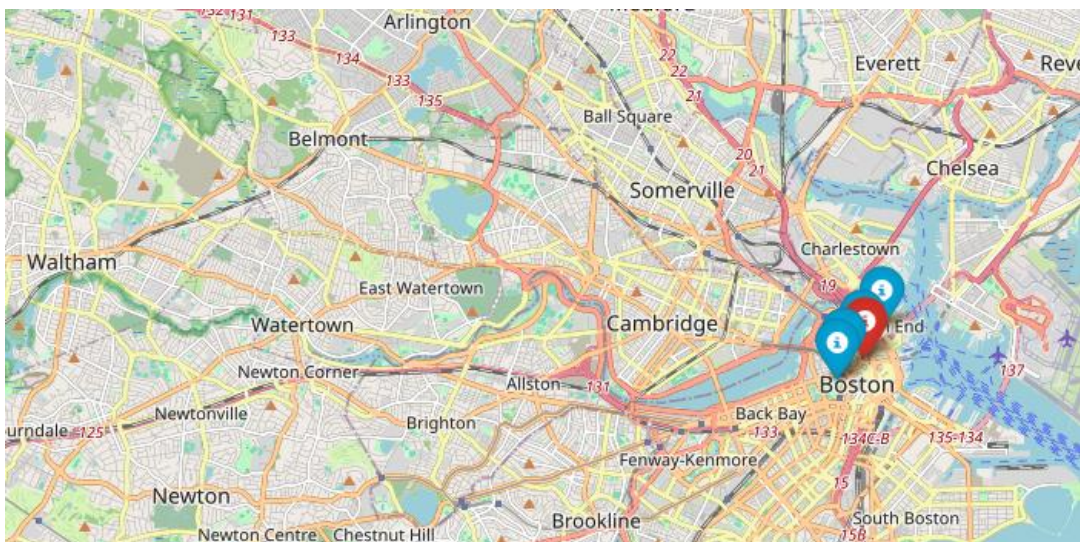 132
131
Arlington
133
134
22
Everett
133
22
135
21
Ball Square
Belmont
20
21
Chelsea
Somerville
Charlestown
Waltham
19
East Watertown
Watertown
Cambridge
End
Newton Corner
137
Allston
131
Boston
Newtonville
Back Bay
125
Brighton
133
134C-B
135-134
Fenway-Kenmore
15
Newton
Brookline
South Boston
Newton Centre
Chestnut Hill
15B